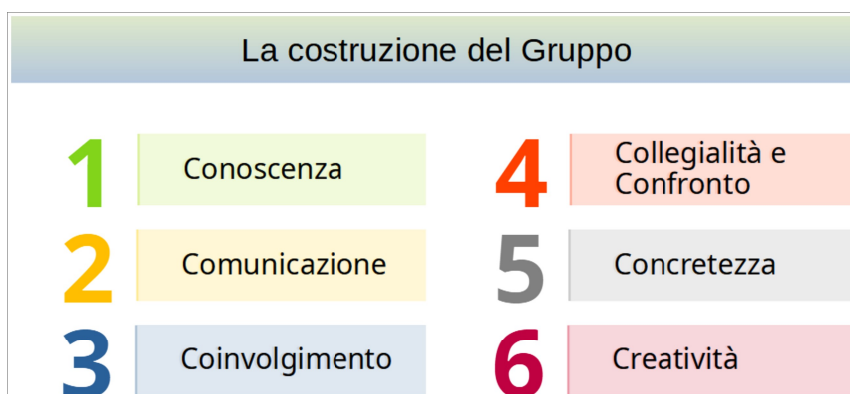 La costruzione del Gruppo
1
Conoscenza
2
Comunicazione
3
Coinvolgimento
4
Collegialità e
Confronto
5
Concretezza
6
Creatività